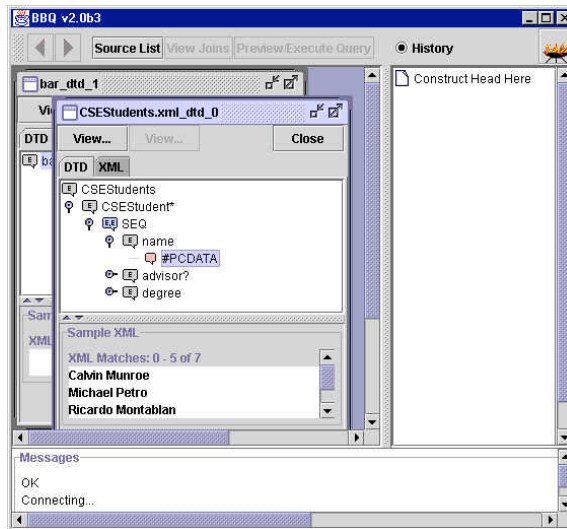 BBQ v2.0b3
Source List View Joins Preview/Execute Query History
bar_dtd_1
Construct Head Here
CSEStudents.xml_dtd_0
View... View... Close
DTD
DTD XML
CSEStudents
CSEStudent*
SEQ
name
#PCDATA
advisor?
degree
Sample XML
XML
XML Matches: 0 - 5 of 7
Calvin Munroe
Michael Petro
Ricardo Montablan
Messages
OK
Connecting...